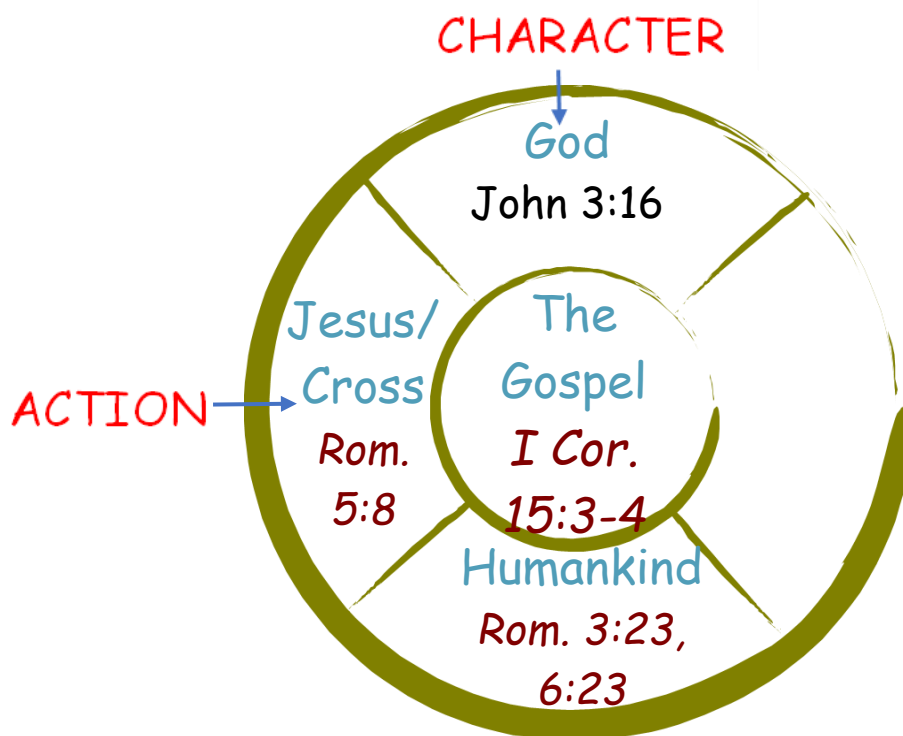 CHARACTER
God
John 3:16
Jesus/
Cross
Rom.
5:8
ACTION
The
Gospel
I Cor.
15:3-4
Humankind
Rom. 3:23,
6:23